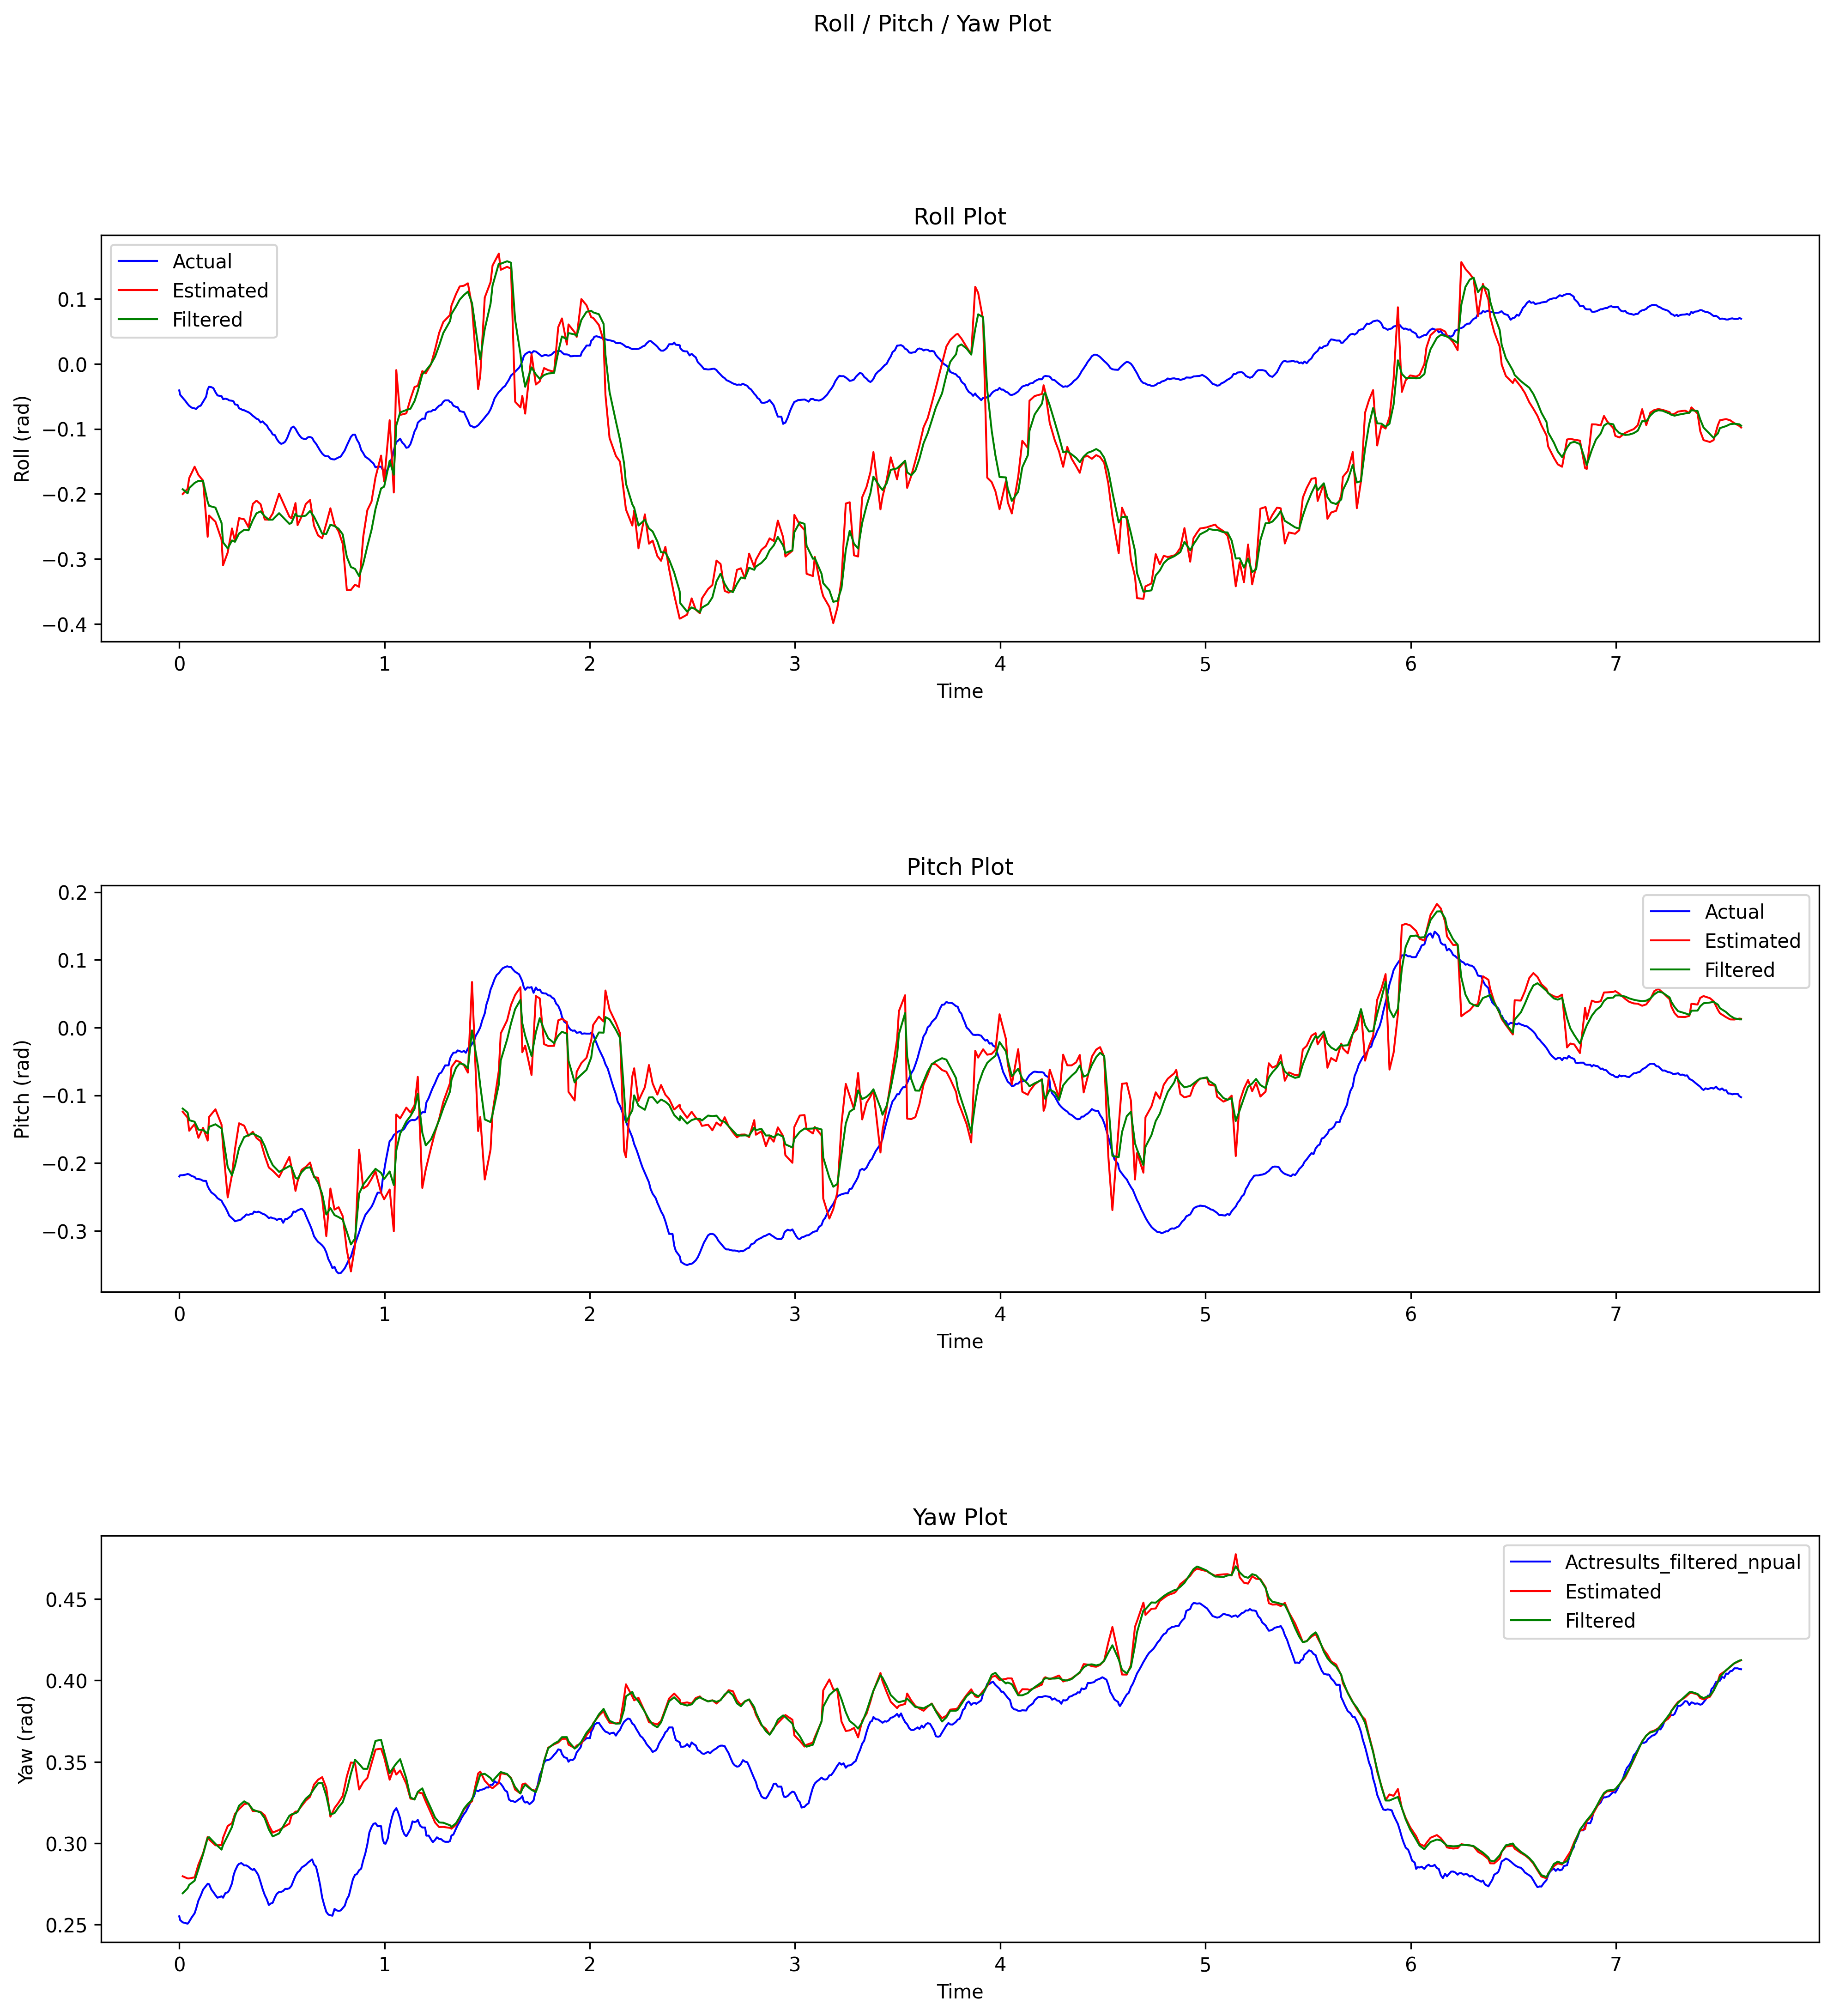 Roll / Pitch / Yaw Plot
Roll Plot
Actual
Estimated
Filtered
Roll (rad)
0.1
0.0
−0.1
−0.2
−0.3
−0.4
0 1 2 3 4 5 6 7
Time
Pitch Plot
Actual
Estimated
Filtered
Pitch (rad)
0.2
0.1
0.0
−0.1
−0.2
−0.3
0 1 2 3 4 5 6 7
Time
Yaw Plot
Actresults_filtered_npual
Estimated
Filtered
Yaw (rad)
0.45
0.40
0.35
0.30
0.25
0 1 2 3 4 5 6 7
Time